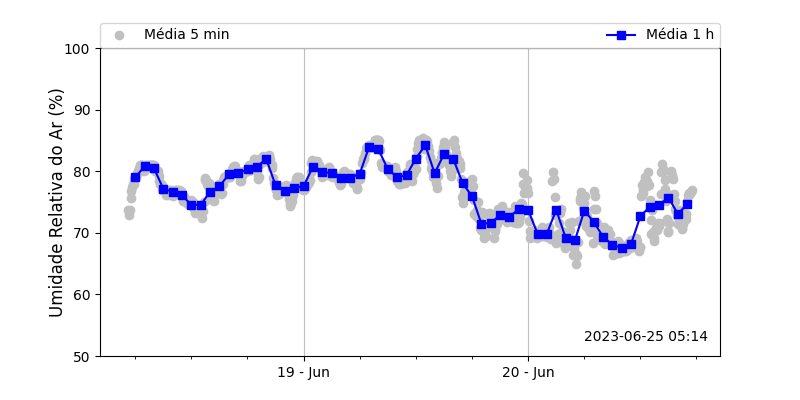 Média 5 min
Média 1 h
100
90
80
70
60
50
Umidade Relativa do Ar (%)
2023-06-25 05:14
19 - Jun
20 - Jun